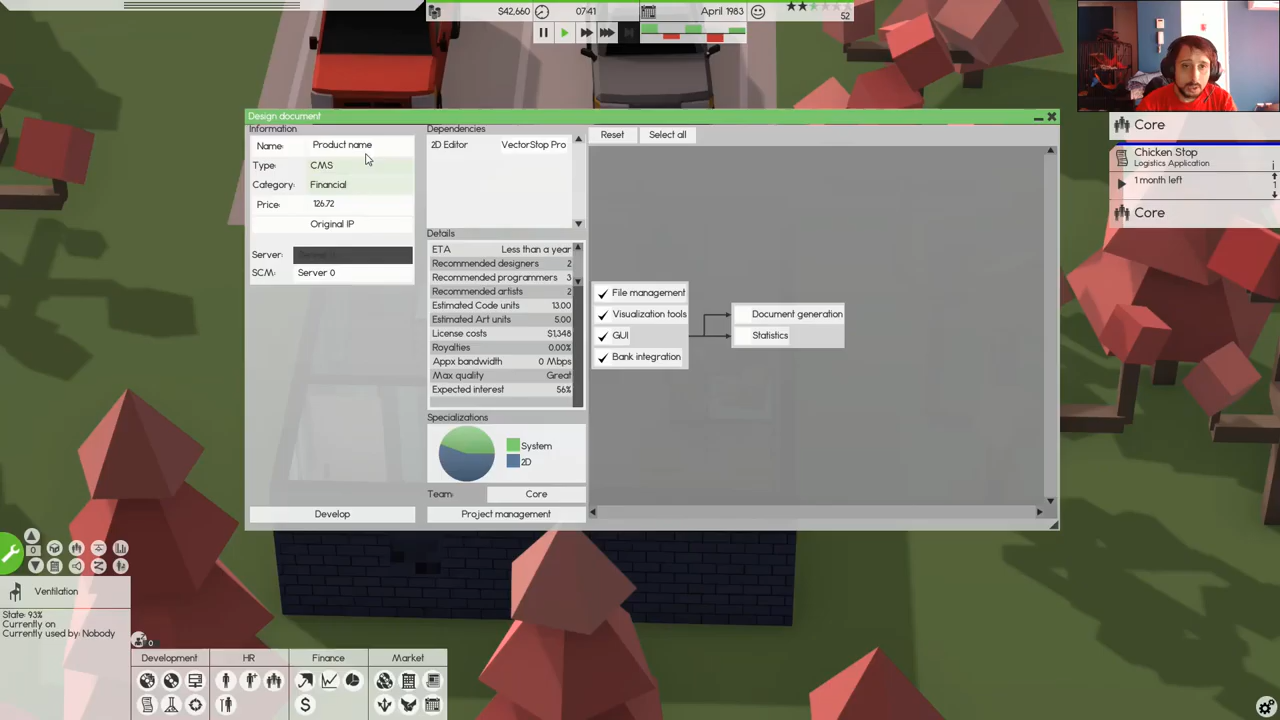 $42,660
07:41
April 1983
52
Design document
Information
Name: Product name
Type: CMS
Category: Financial
Price: 126.72
Original IP
Server:
SCM: Server 0
Develop
Dependencies
2D Editor VectorStop Pro
Details
ETA Less than a year
Recommended designers 2
Recommended programmers 3
Recommended artists 2
Estimated Code units 13.00
Estimated Art units 5.00
License costs $1,348
Royalties 0.00%
Appx bandwidth 0 Mbps
Max quality Great
Expected interest 56%
Specializations
System
2D
Team: Core
Project management
Reset Select all
File management
Visualization tools
GUI
Bank integration
Document generation
Statistics
Core
Chicken Stop
Logistics Application
1 month left
1
1
Core
0
Ventilation
State: 93%
Currently on
Currently used by: Nobody
0
Development HR Finance Market